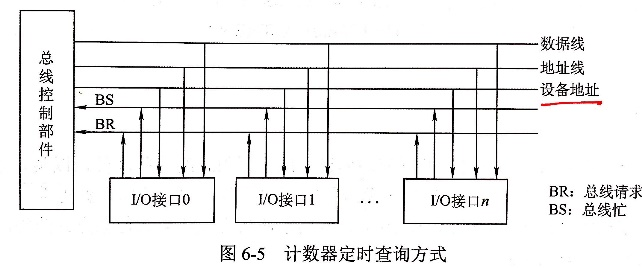 总线控制部件
数据线
地址线
设备地址
BS
BR
I/O接口0
I/O接口1
...
I/O接口n
BR：总线请求
BS：总线忙
图 6-5 计数器定时查询方式